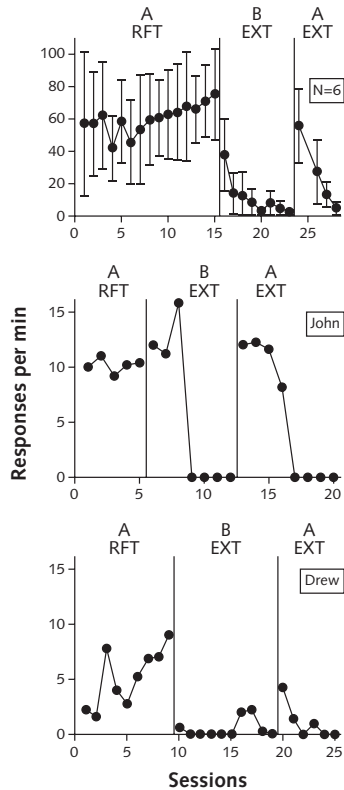 A B A
RFT EXT EXT
100
80
60
40
20
0
N=6
0 5 10 15 20 25
A B A
RFT EXT EXT
15
10
5
0
John
0 5 10 15 20
Responses per min
A B A
RFT EXT EXT
15
10
5
0
Drew
0 5 10 15 20 25
Sessions